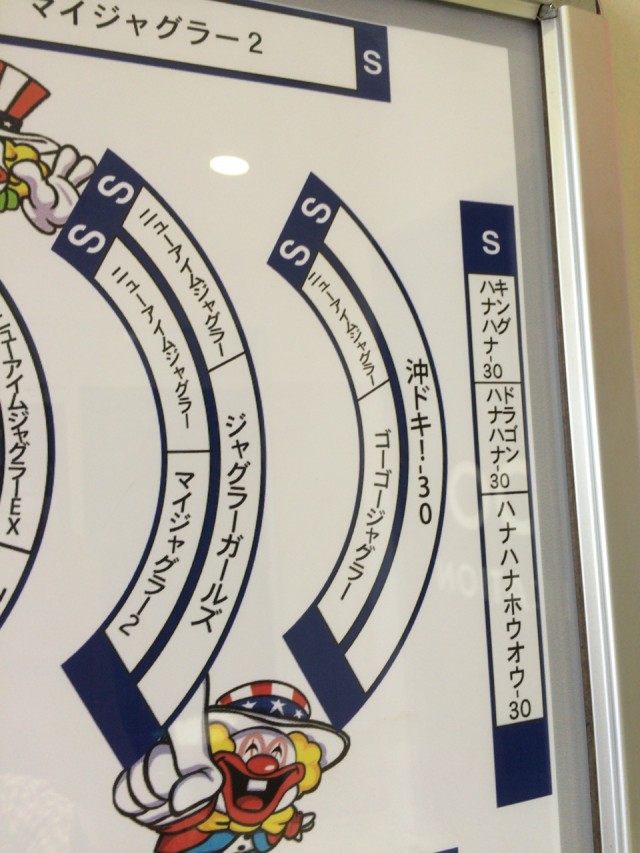 マイジャグラー2
S
S
ニューアイムジャグラー
ジャグラーガールズ
S
ニューアイムジャグラー
マイジャグラー2
S
沖ドキ!-30
S
ニューアイムジャグラー
ゴーゴージャグラー
S
キング
ハナハナ-30
ドラゴン
ハナハナ-30
ハナハナホウオウ-30
ニューアイムジャグラーEX